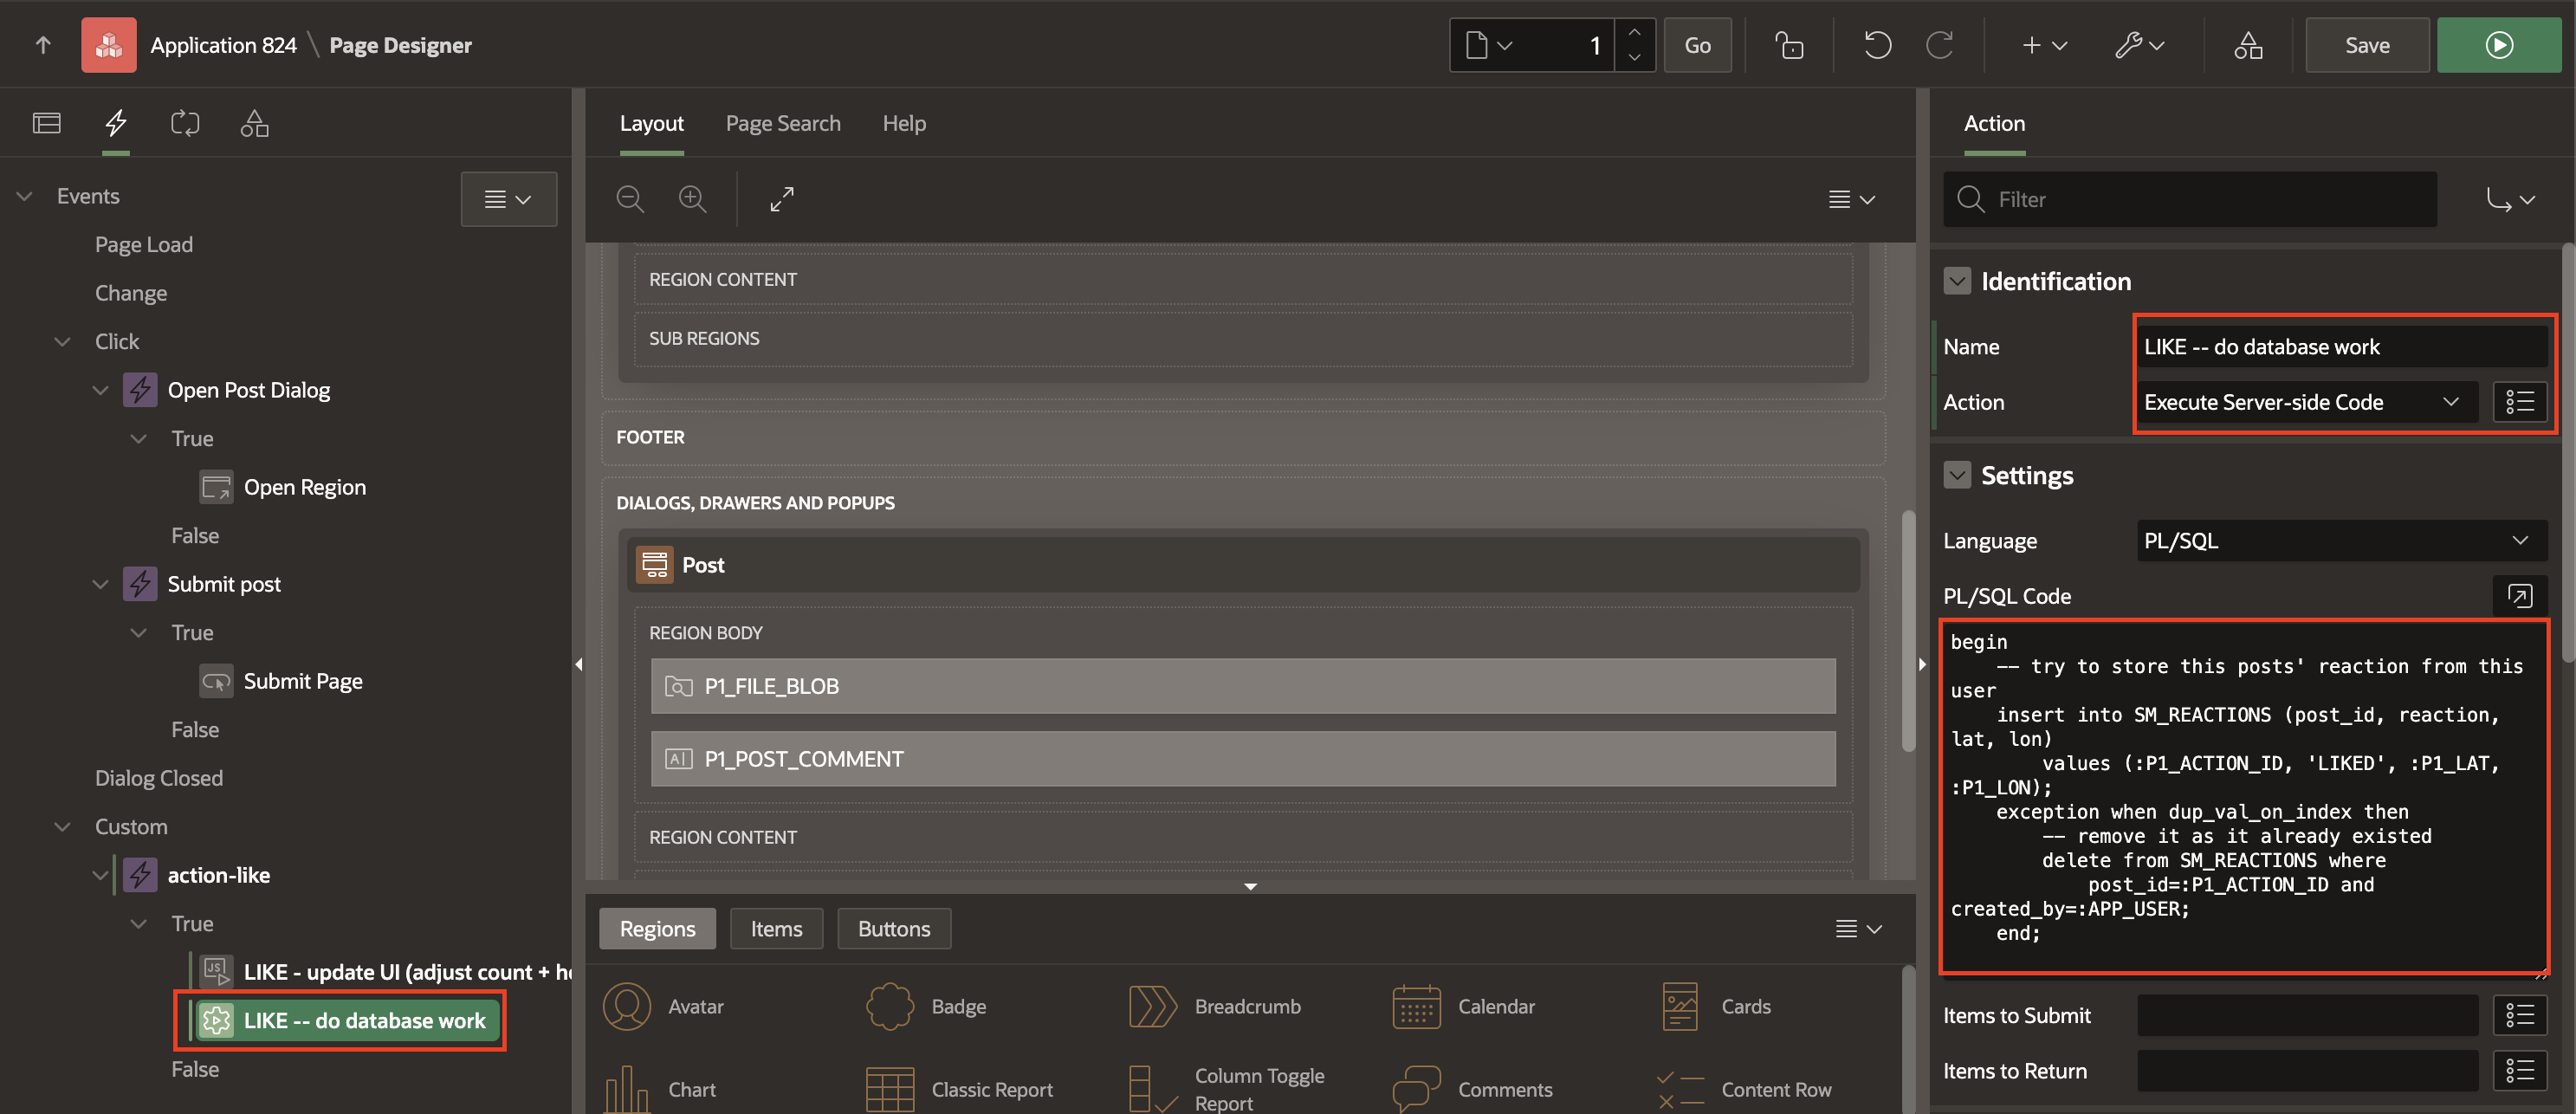 Application 824 \ Page Designer
1
Go
Save
Layout
Page Search
Help
Action
Events
Page Load
Change
Click
Open Post Dialog
True
Open Region
False
Submit post
True
Submit Page
False
Dialog Closed
Custom
action-like
True
LIKE - update UI (adjust count + he
LIKE -- do database work
False
REGION CONTENT
SUB REGIONS
FOOTER
DIALOGS, DRAWERS AND POPUPS
Post
REGION BODY
P1_FILE_BLOB
P1_POST_COMMENT
REGION CONTENT
Regions
Items
Buttons
Avatar
Badge
Breadcrumb
Calendar
Cards
Chart
Classic Report
Column Toggle
Report
Comments
Content Row
Filter
Identification
Name
LIKE -- do database work
Action
Execute Server-side Code
Settings
Language
PL/SQL
PL/SQL Code
begin
-- try to store this posts' reaction from this
user
insert into SM_REACTIONS (post_id, reaction,
lat, lon)
values (:P1_ACTION_ID, 'LIKED', :P1_LAT,
:P1_LON);
exception when dup_val_on_index then
-- remove it as it already existed
delete from SM_REACTIONS where
post_id=:P1_ACTION_ID and
created_by=:APP_USER;
end;
Items to Submit
Items to Return